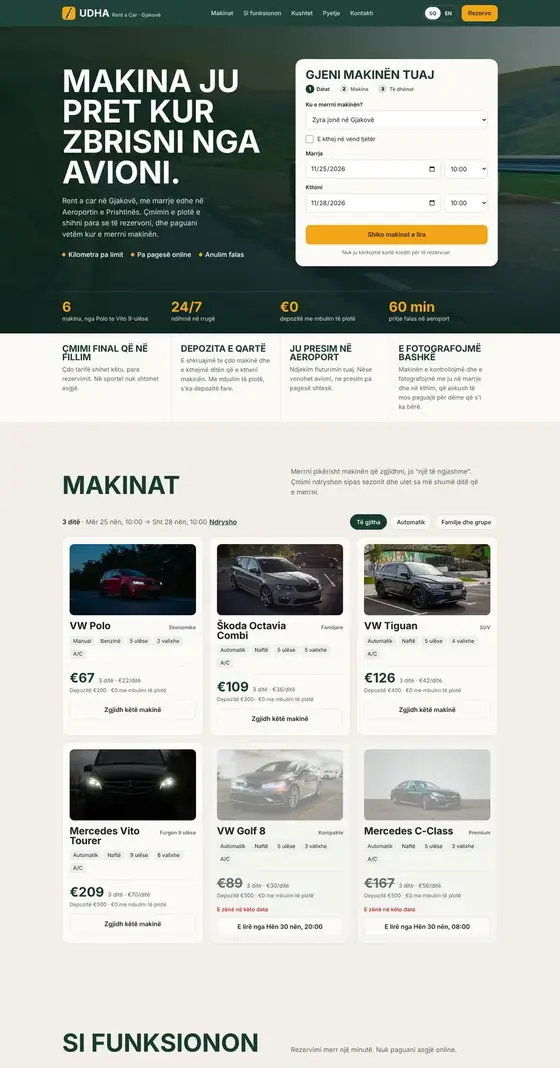 UDHA Rent a Car · Gjakovë
Makinat Si funksionon Kushtet Pyetje Kontakti
SQ EN Rezervo
MAKINA JU
PRET KUR
ZBRISNI NGA
AVIONI.
Rent a car në Gjakovë, me marrje edhe në
Aeroportin e Prishtinës. Çmimin e plotë e
shihni para se të rezervoni, dhe paguani
vetëm kur e merrni makinën.
Kilometra pa limit Pa pagesë online Anulim falas
GJENI MAKINËN TUAJ
1 Datat 2 Makina 3 Të dhënat
Ku e merrni makinën?
Zyra jonë në Gjakovë
E kthej në vend tjetër
Marrja
11/25/2026 10:00
Kthimi
11/28/2026 10:00
Shiko makinat e lira
Nuk ju kërkojmë kartë krediti për të rezervuar.
6
makina, nga Polo te Vito 9-ulëse
24/7
ndihmë në rrugë
€0
depozitë me mbulim të plotë
60 min
pritje falas në aeroport
ÇMIMI FINAL QË NË
FILLIM
Çdo tarifë shihet këtu, para
rezervimit. Në sportel nuk shtohet
asgjë.
DEPOZITA E QARTË
E shkruajmë te çdo makinë dhe
e kthejmë ditën që e stneni
makinën. Me mbulim të plotë,
s'ka depozitë fare.
JU PRESIM NË
AEROPORT
Ndjekim fluturimin tuaj. Nëse
vonohet avioni, ne presim pa
pagesë shtesë.
E FOTOGRAFOJMË
BASHKË
Makinën e kontrollojmë dhe e
fotografojmë me ju në marrje
dhe në kthim, që askush të
mos paguajë për dëme që s'i
ka bërë.
MAKINAT
Merrni pikërisht makinën që zgjidhni, jo "një të ngjashme".
Çmimi ndryshon sipas sezonit dhe ulet sa më shumë ditë që
e merrni.
3 ditë · Mër 25 nën, 10:00 → Sht 28 nën, 10:00 Ndrysho
Të gjitha Automatik Familje dhe grupe
VW Polo Ekonomike
Manual Benzinë 5 ulëse 2 valixhe
A/C
€67 3 ditë · €22/ditë
Depozitë €200 · €0 me mbulim të plotë
Zgjidh këtë makinë
Škoda Octavia
Combi Familjare
Automatik Naftë 5 ulëse 5 valixhe
A/C
€109 3 ditë · €36/ditë
Depozitë €300 · €0 me mbulim të plotë
Zgjidh këtë makinë
VW Tiguan SUV
Automatik Naftë 5 ulëse 4 valixhe
A/C
€126 3 ditë · €42/ditë
Depozitë €400 · €0 me mbulim të plotë
Zgjidh këtë makinë
Mercedes Vito
Tourer Furgon 9 ulëse
Automatik Naftë 9 ulëse 6 valixhe
A/C
€209 3 ditë · €70/ditë
Depozitë €500 · €0 me mbulim të plotë
Zgjidh këtë makinë
VW Golf 8 Kompakte
Automatik Naftë 5 ulëse 3 valixhe
A/C
€89 3 ditë · €30/ditë
Depozitë €300 · €0 me mbulim të plotë
E zënë në këto data
E lirë nga Hën 30 nën, 20:00
Mercedes C-Class Premium
Automatik Naftë 5 ulëse 3 valixhe
A/C
€167 3 ditë · €56/ditë
Depozitë €500 · €0 me mbulim të plotë
E zënë në këto data
E lirë nga Hën 30 nën, 08:00
SI FUNKSIONON
Rezervimi merr një minutë. Nuk paguani asgjë online.